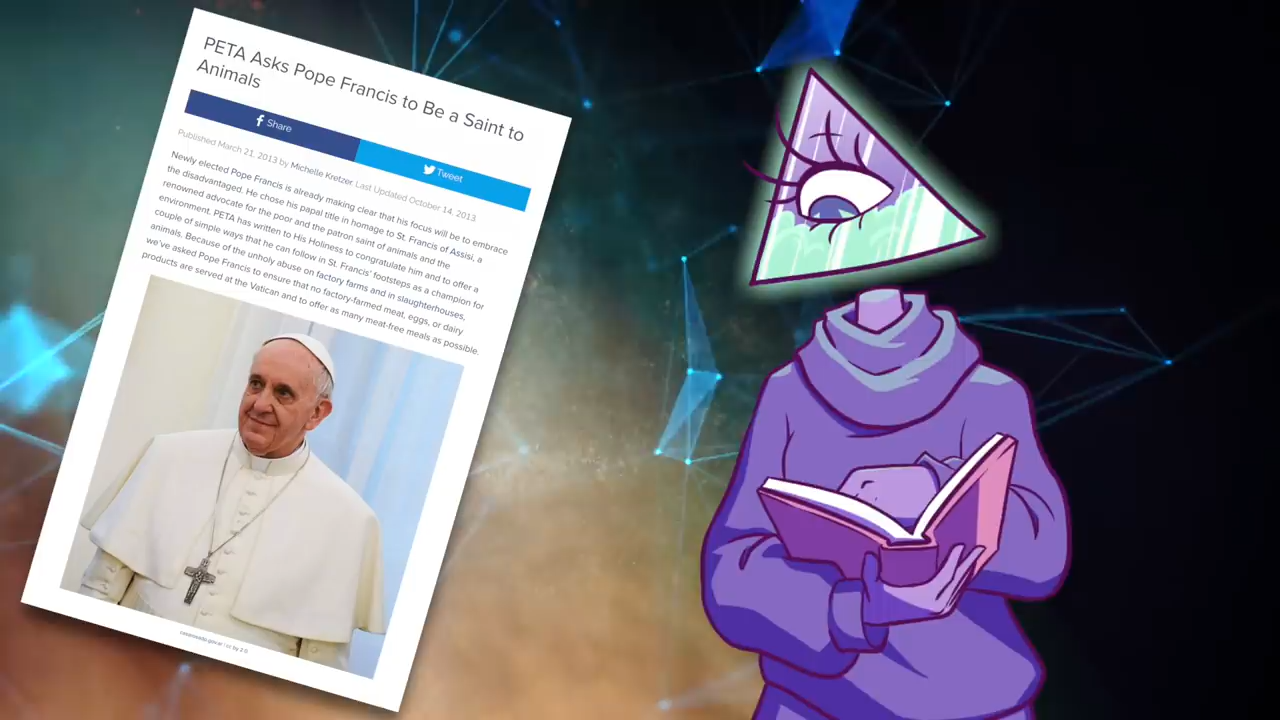 PETA Asks Pope Francis to Be a Saint to
Animals
Share
Tweet
Published March 21, 2013 by Michelle Kretzer. Last Updated October 14, 2013
Newly elected Pope Francis is already making clear that his focus will be to embrace
the disadvantaged. He chose his papal title in homage to St. Francis of Assisi, a
renowned advocate for the poor and the patron saint of animals and the
environment. PETA has written to His Holiness to congratulate him and to offer a
couple of simple ways that he can follow in St. Francis' footsteps as a champion for
animals. Because of the unholy abuse on factory farms and in slaughterhouses,
we've asked Pope Francis to ensure that no factory-farmed meat, eggs, or dairy
products are served at the Vatican and to offer as many meat-free meals as possible.